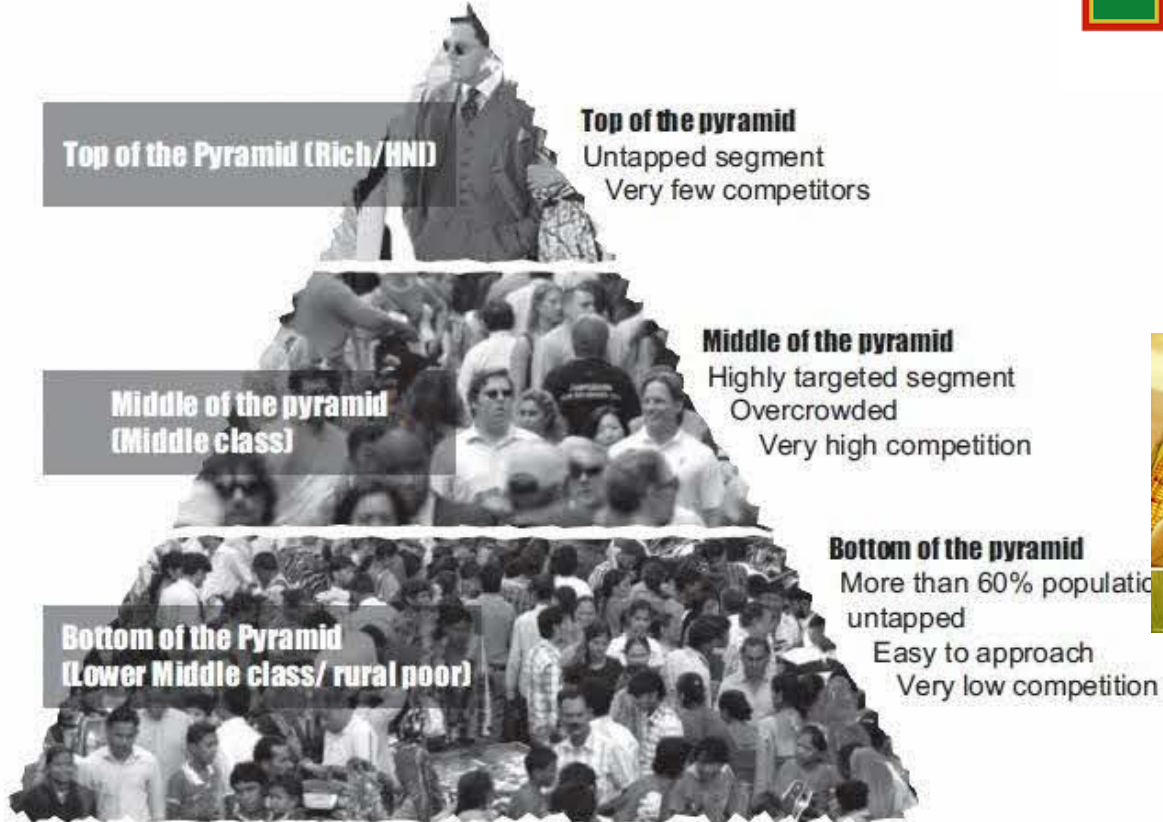 Top of the Pyramid (Rich/HNI)
Top of the pyramid
Untapped segment
Very few competitors
Middle of the pyramid
(Middle class)
Middle of the pyramid
Highly targeted segment
Overcrowded
Very high competition
Bottom of the Pyramid
(Lower Middle class/ rural poor)
Bottom of the pyramid
More than 60% populatio
untapped
Easy to approach
Very low competition